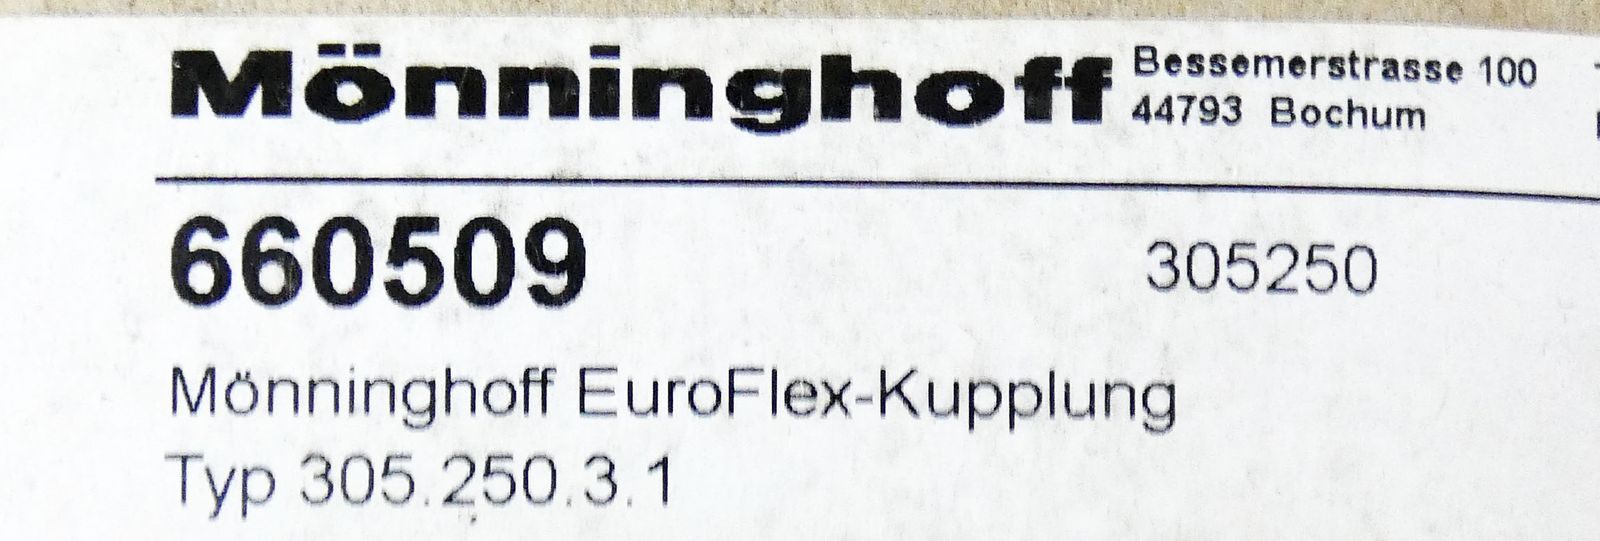 Mönninghoff
Bessemerstrasse 100
44793 Bochum
660509
305250
Mönninghoff EuroFlex-Kupplung
Typ 305.250.3.1